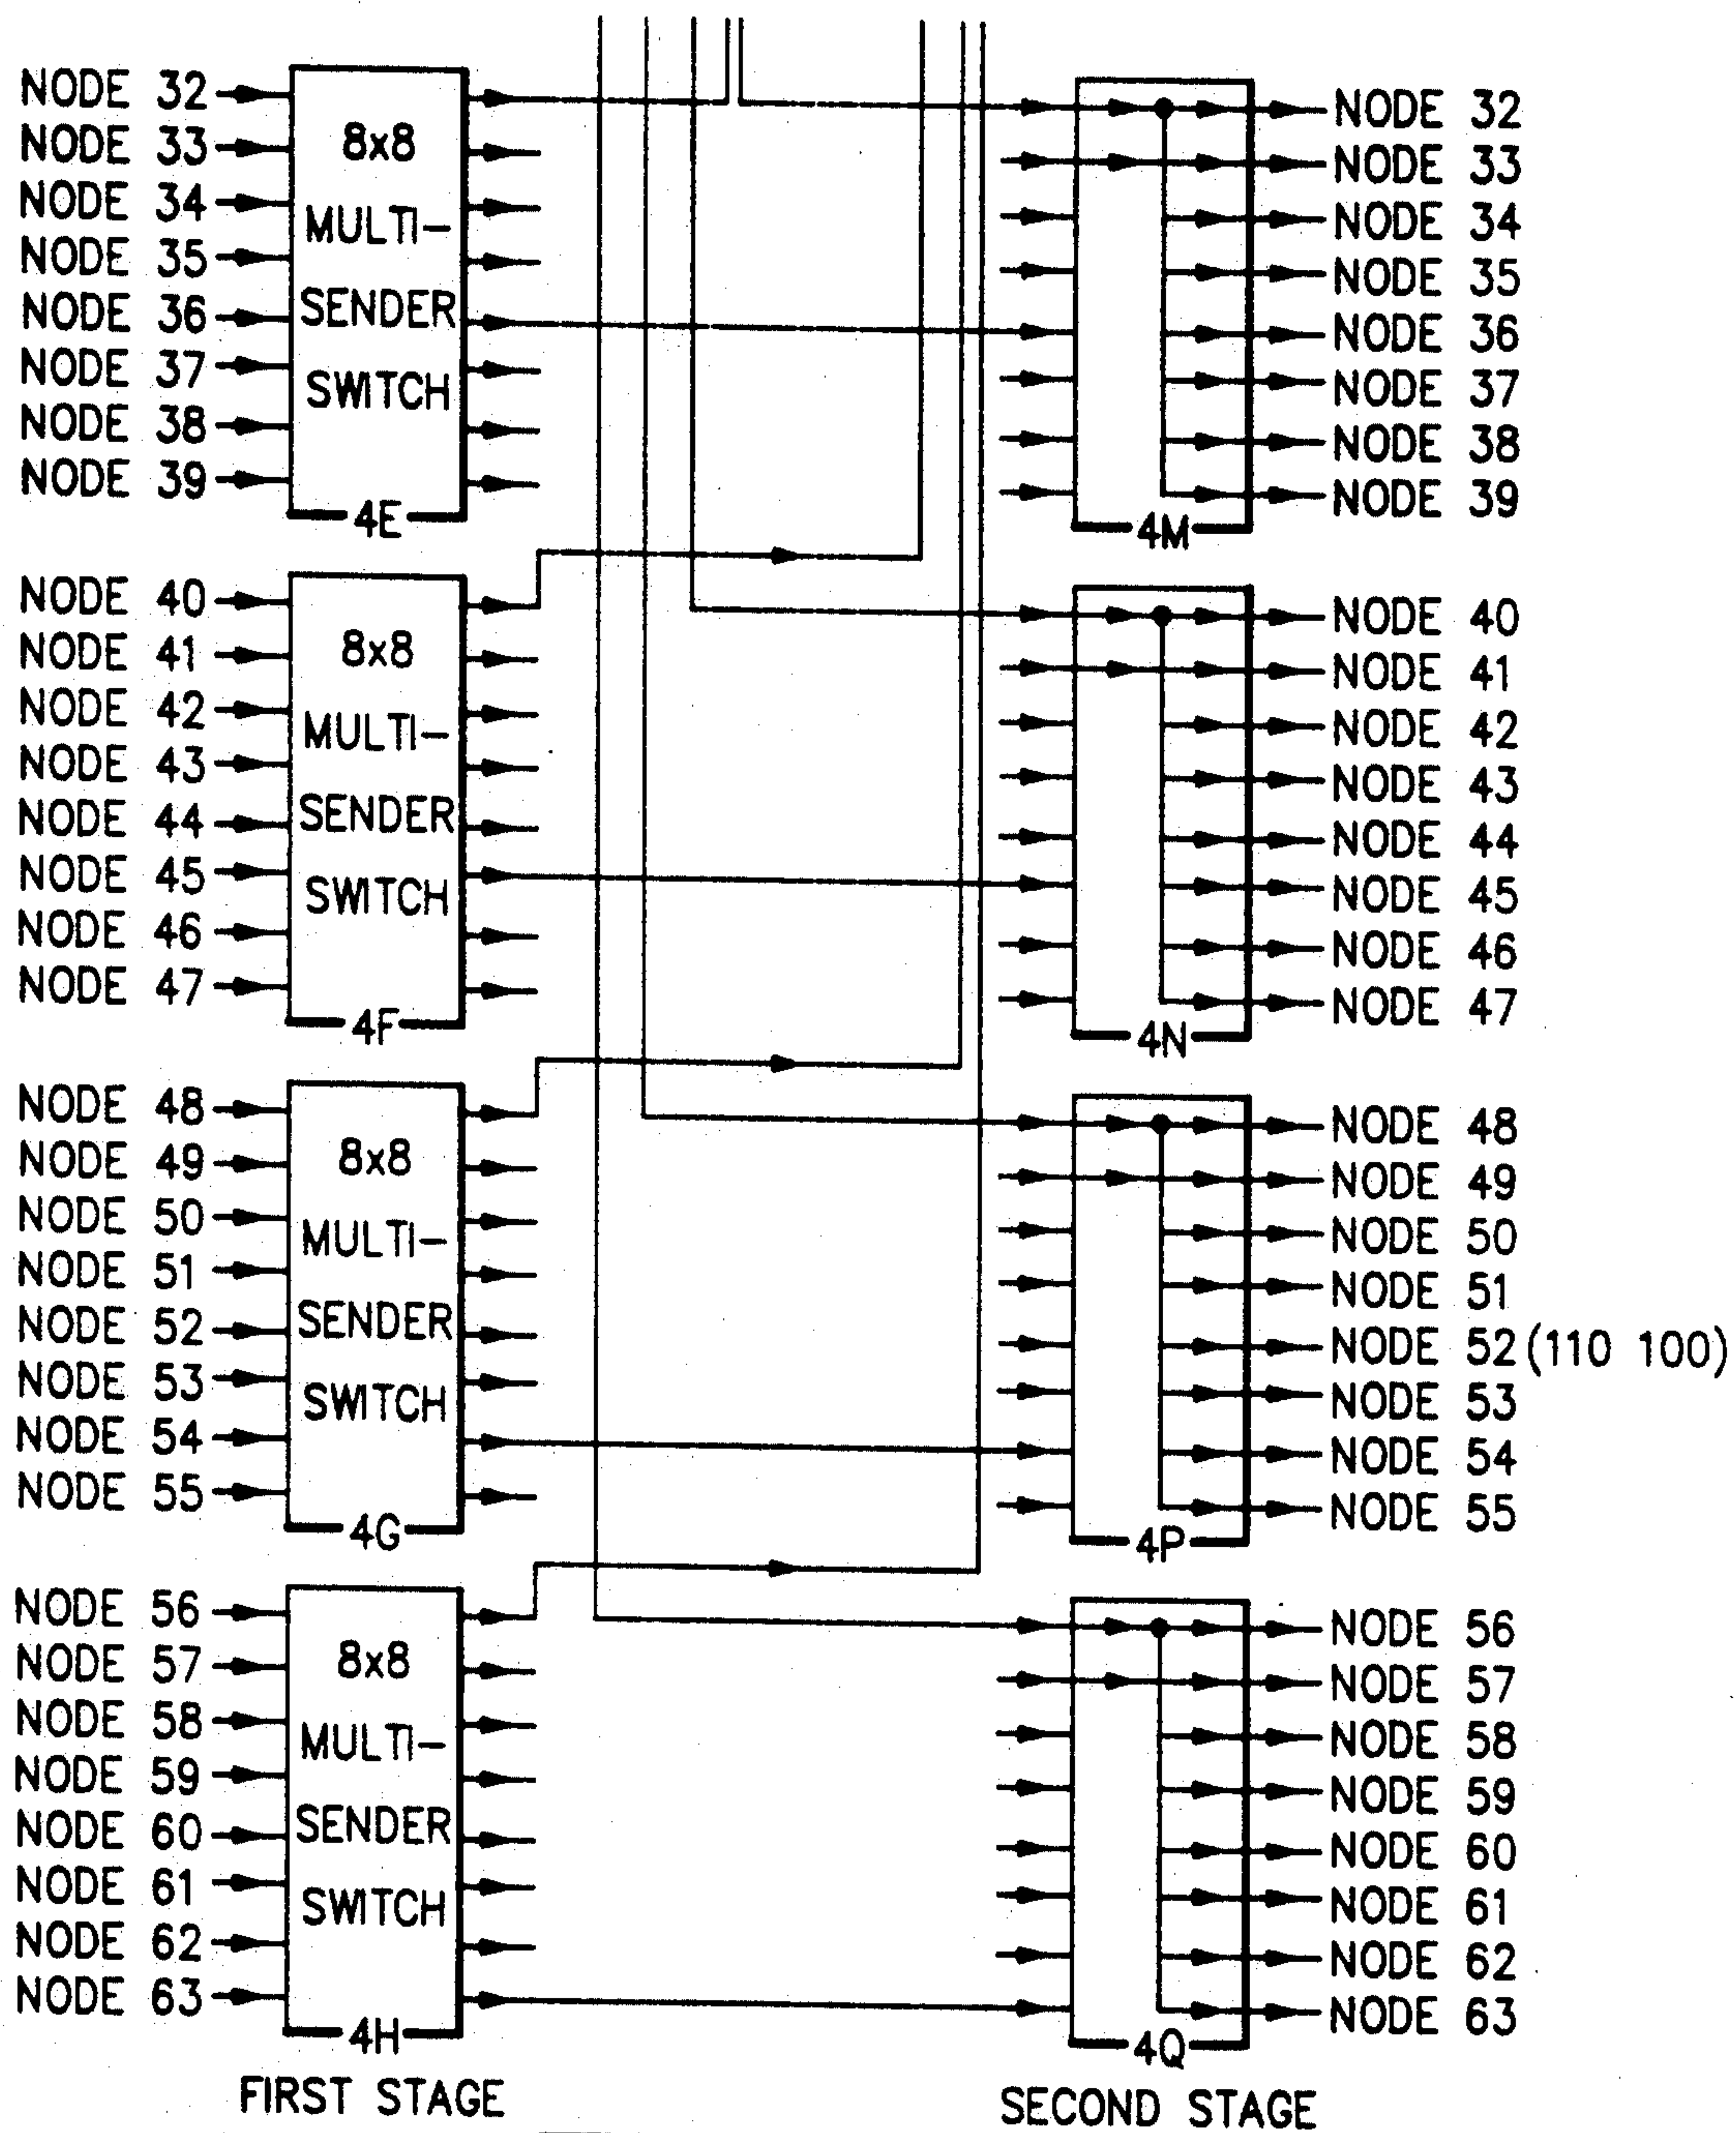 NODE 32
NODE 33
NODE 34
NODE 35
NODE 36
NODE 37
NODE 38
NODE 39
8x8
MULTI-
SENDER
SWITCH
4E
4M
NODE 32
NODE 33
NODE 34
NODE 35
NODE 36
NODE 37
NODE 38
NODE 39
NODE 40
NODE 41
NODE 42
NODE 43
NODE 44
NODE 45
NODE 46
NODE 47
8x8
MULTI-
SENDER
SWITCH
4F
4N
NODE 40
NODE 41
NODE 42
NODE 43
NODE 44
NODE 45
NODE 46
NODE 47
NODE 48
NODE 49
NODE 50
NODE 51
NODE 52
NODE 53
NODE 54
NODE 55
8x8
MULTI-
SENDER
SWITCH
4G
4P
NODE 48
NODE 49
NODE 50
NODE 51
NODE 52 (110 100)
NODE 53
NODE 54
NODE 55
NODE 56
NODE 57
NODE 58
NODE 59
NODE 60
NODE 61
NODE 62
NODE 63
8x8
MULTI-
SENDER
SWITCH
4H
4Q
NODE 56
NODE 57
NODE 58
NODE 59
NODE 60
NODE 61
NODE 62
NODE 63
FIRST STAGE
SECOND STAGE